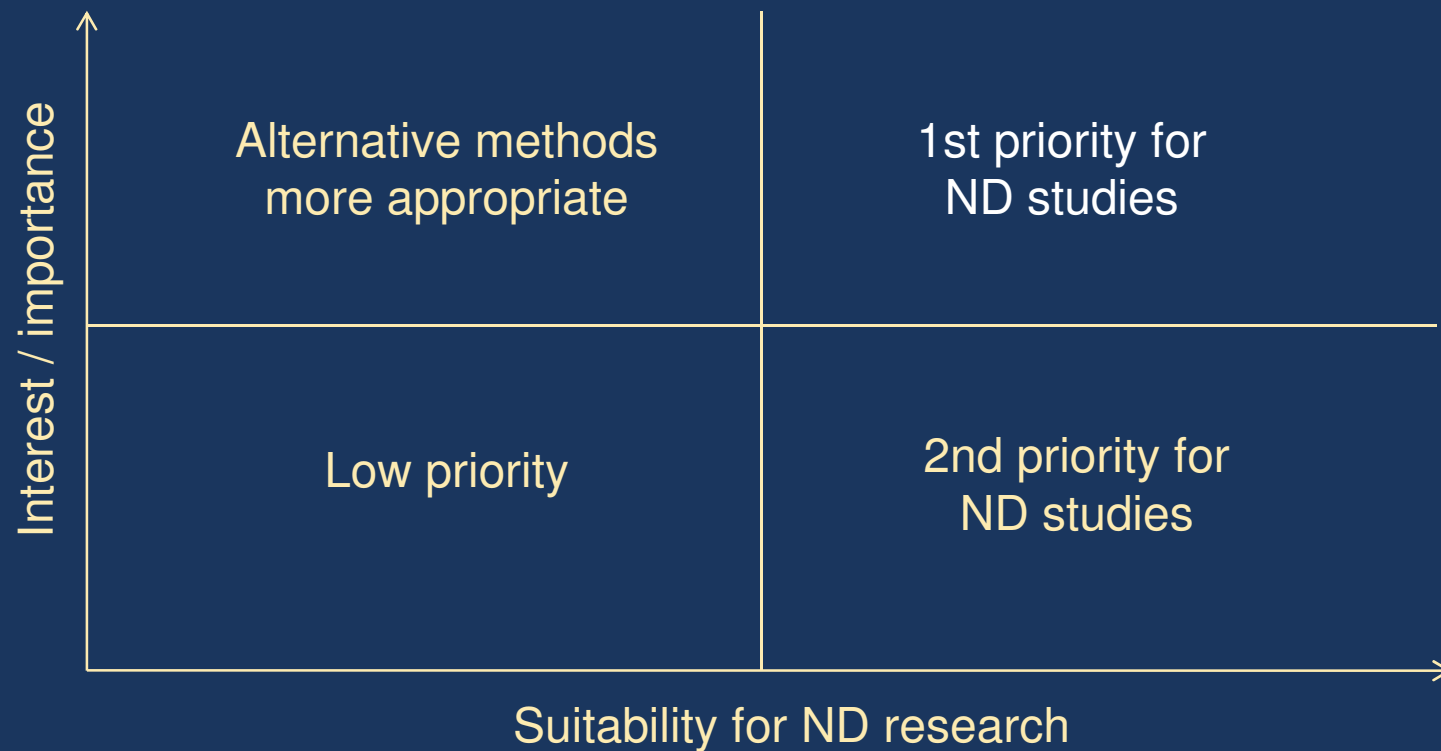 Interest / importance
Alternative methods
more appropriate
1st priority for
ND studies
Low priority
2nd priority for
ND studies
Suitability for ND research